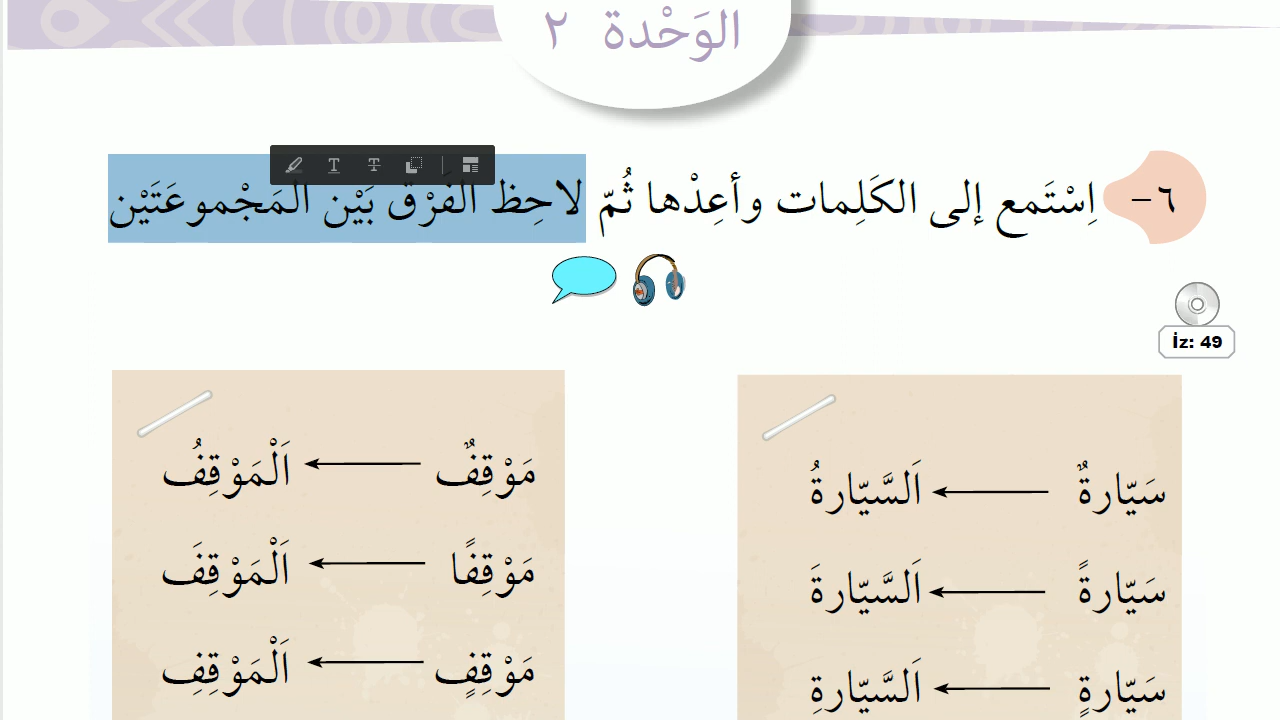 الوَحْدة ٢
٦- اِسْتَمع إلى الكَلِمات وأعِدْها ثُمّ لاحِظ الفَرْق بَيْن المَجْموعَتَيْن
İz: 49
سَيّارةٌ ← اَلسَّيّارةُ
سَيّارةً ← اَلسَّيّارةَ
سَيّارةٍ ← اَلسَّيّارةِ
مَوْقِفٌ ← اَلْمَوْقِفُ
مَوْقِفًا ← اَلْمَوْقِفَ
مَوْقِفٍ ← اَلْمَوْقِفِ